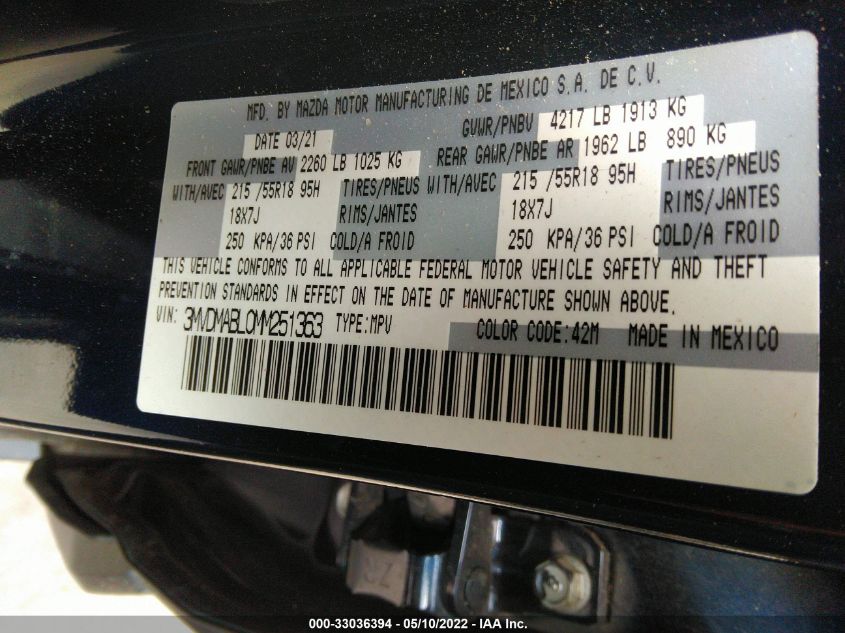 MFD. BY MAZDA MOTOR MANUFACTURING DE MEXICO S.A. DE C.V.
DATE 03/21 GVWR/PNBV 4217 LB 1913 KG
FRONT GAWR/PNBE AV 2260 LB 1025 KG REAR GAWR/PNBE AR 1962 LB 890 KG
WITH/AVEC 215 /55R18 95H TIRES/PNEUS WITH/AVEC 215 /55R18 95H TIRES/PNEUS
18X7J RIMS/JANTES 18X7J RIMS/JANTES
250 KPA/36 PSI COLD/A FROID 250 KPA/36 PSI COLD/A FROID
THIS VEHICLE CONFORMS TO ALL APPLICABLE FEDERAL MOTOR VEHICLE SAFETY AND THEFT
PREVENTION STANDARDS IN EFFECT ON THE DATE OF MANUFACTURE SHOWN ABOVE.
VIN: 3MVDMABL0MM251363 TYPE:MPV COLOR CODE:42M MADE IN MEXICO
000-33036394 - 05/10/2022 - IAA Inc.